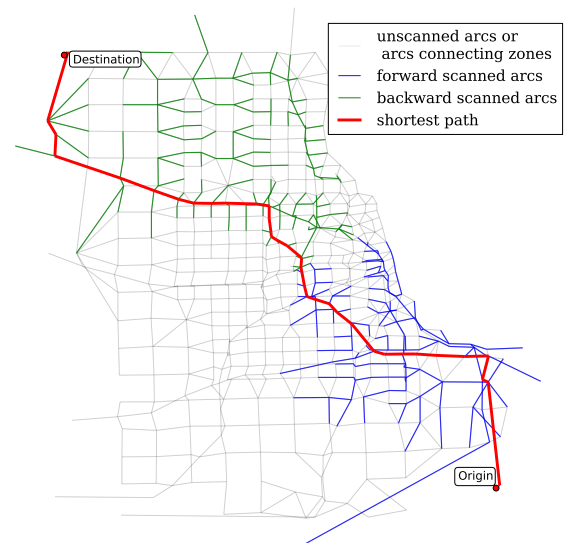 unscanned arcs or
arcs connecting zones
forward scanned arcs
backward scanned arcs
shortest path
Destination
Origin